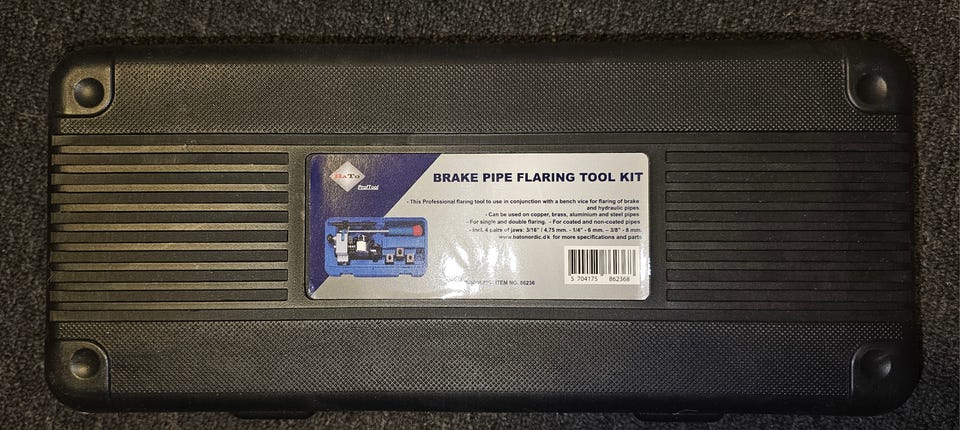 BaTo
ProfTool
BRAKE PIPE FLARING TOOL KIT
- This Professional flaring tool to use in conjunction with a bench vice for flaring of brake
and hydraulic pipes
- Can be used on copper, brass, aluminium and steel pipes
- For single and double flaring. - For coated and non-coated pipes
- Incl. 4 pairs of jaws: 3/16" / 4,75 mm. - 1/4" - 6 mm. – 3/8" - 8 mm.
www.batonordic.dk for more specifications and parts
5 704175 862368
ITEM NO. 86236